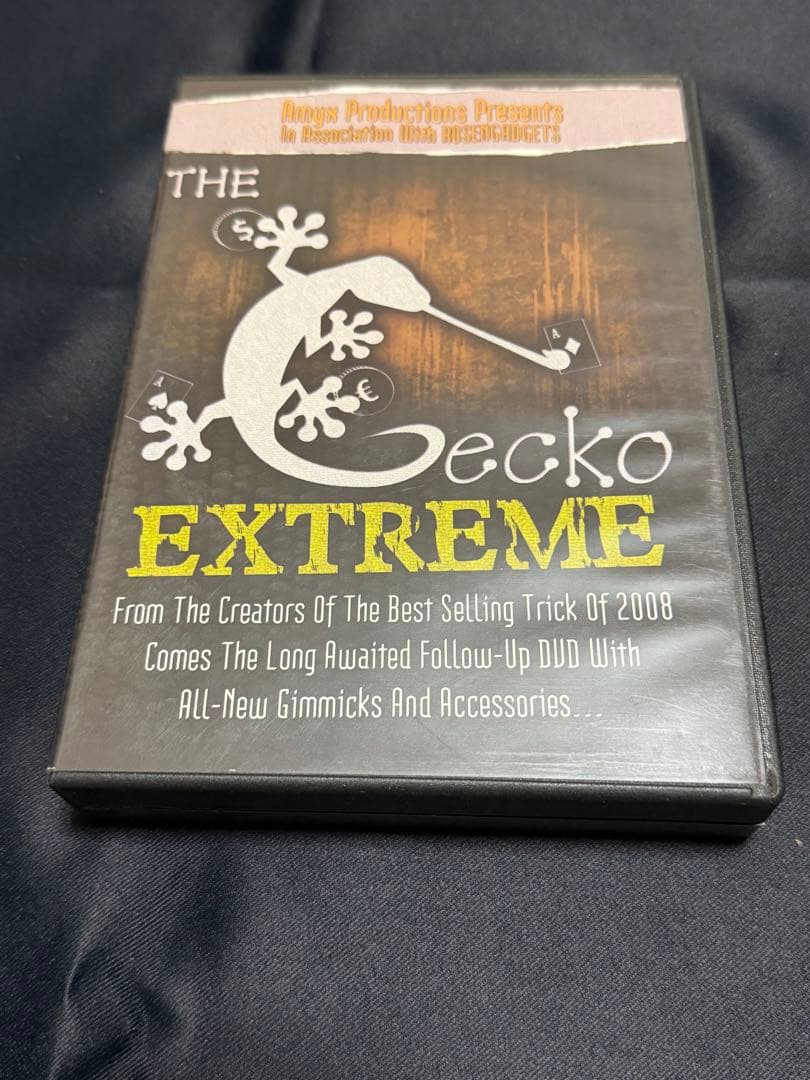 Amyx Productions Presents
In Association With ROSENGADGETS
THE
$
A
A
€
Gecko
EXTREME
From The Creators Of The Best Selling Trick Of 2008
Comes The Long Awaited Follow-Up DVD With
All-New Gimmicks And Accessories...